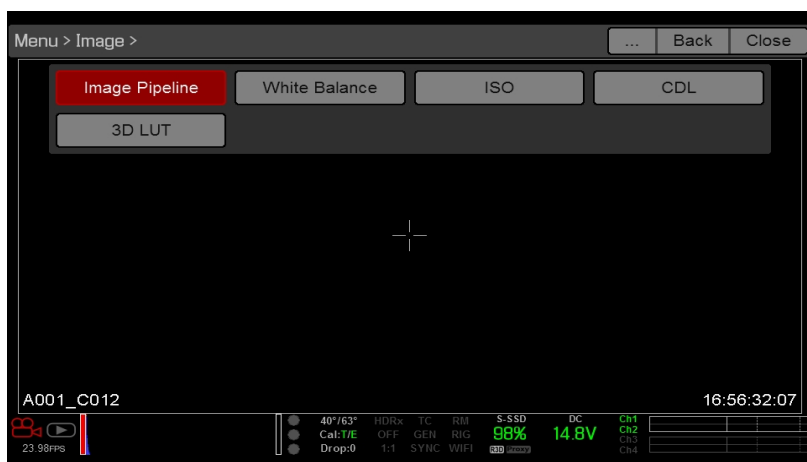 Menu > Image >
... Back Close
Image Pipeline White Balance ISO CDL
3D LUT
A001_C012 16:56:32:07
40°/63° HDRx TC RM S-SSD DC Ch1
Cal:T/E OFF GEN RIG 98% 14.8V Ch2
23.98FPS Drop:0 1:1 SYNC WIFI R3D Proxy Ch3
Ch4